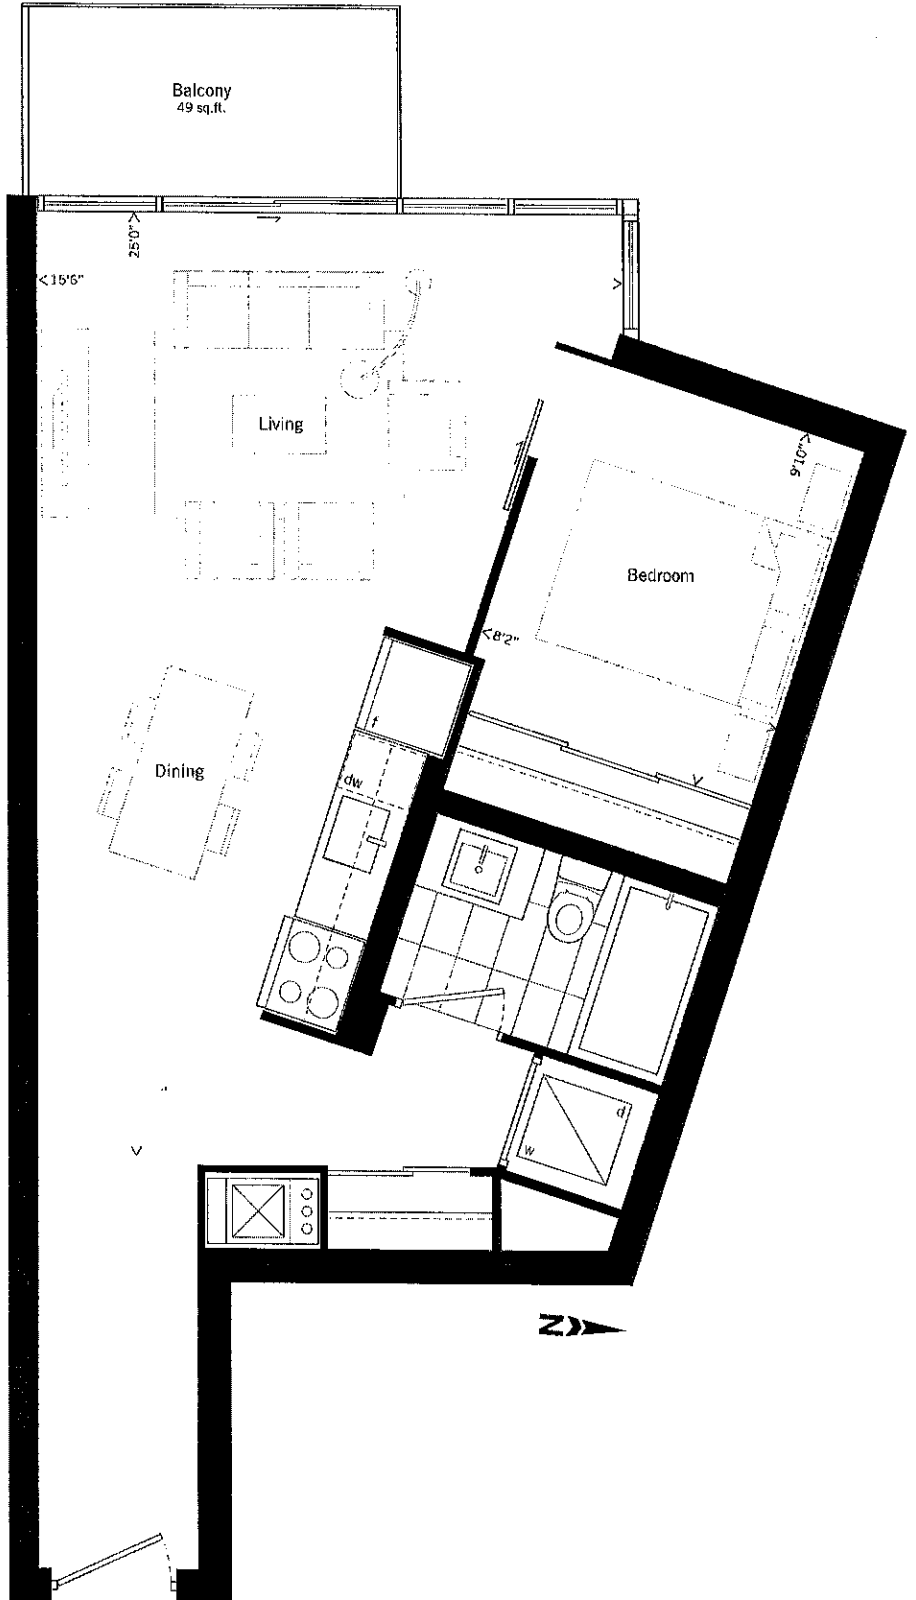 Balcony
49 sq.ft.
25'0"
15'6"
Living
9'10"
Bedroom
8'2"
f
dw
Dining
d
w
N